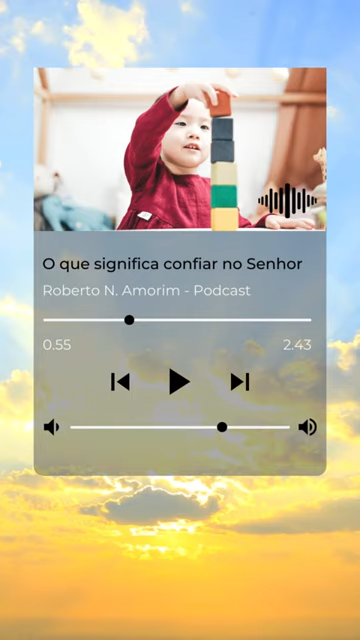 O que significa confiar no Senhor
Roberto N. Amorim - Podcast
0.55 2.43